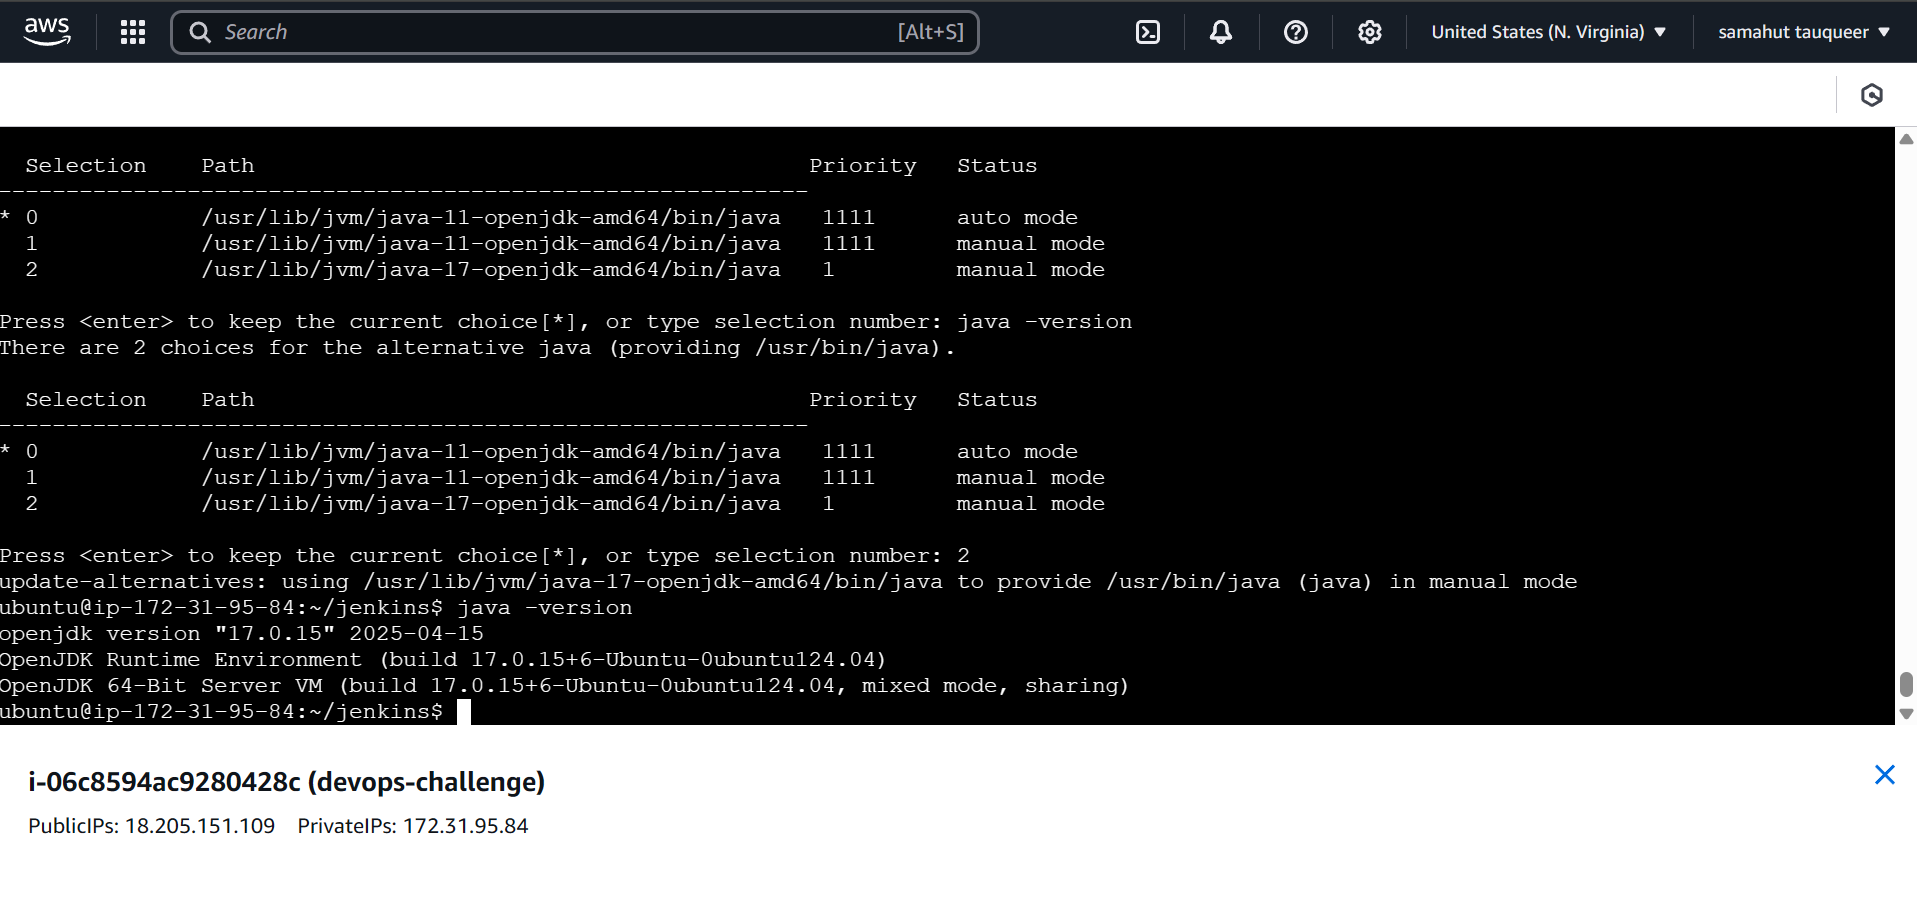 aws
Search [Alt+S]
United States (N. Virginia) ▼
samahut tauqueer ▼
Selection Path Priority Status
------------------------------------------------------------
* 0 /usr/lib/jvm/java-11-openjdk-amd64/bin/java 1111 auto mode
1 /usr/lib/jvm/java-11-openjdk-amd64/bin/java 1111 manual mode
2 /usr/lib/jvm/java-17-openjdk-amd64/bin/java 1 manual mode
Press <enter> to keep the current choice[*], or type selection number: java -version
There are 2 choices for the alternative java (providing /usr/bin/java).
Selection Path Priority Status
------------------------------------------------------------
* 0 /usr/lib/jvm/java-11-openjdk-amd64/bin/java 1111 auto mode
1 /usr/lib/jvm/java-11-openjdk-amd64/bin/java 1111 manual mode
2 /usr/lib/jvm/java-17-openjdk-amd64/bin/java 1 manual mode
Press <enter> to keep the current choice[*], or type selection number: 2
update-alternatives: using /usr/lib/jvm/java-17-openjdk-amd64/bin/java to provide /usr/bin/java (java) in manual mode
ubuntu@ip-172-31-95-84:~/jenkins$ java -version
openjdk version "17.0.15" 2025-04-15
OpenJDK Runtime Environment (build 17.0.15+6-Ubuntu-0ubuntu124.04)
OpenJDK 64-Bit Server VM (build 17.0.15+6-Ubuntu-0ubuntu124.04, mixed mode, sharing)
ubuntu@ip-172-31-95-84:~/jenkins$
i-06c8594ac9280428c (devops-challenge)
PublicIPs: 18.205.151.109 PrivateIPs: 172.31.95.84